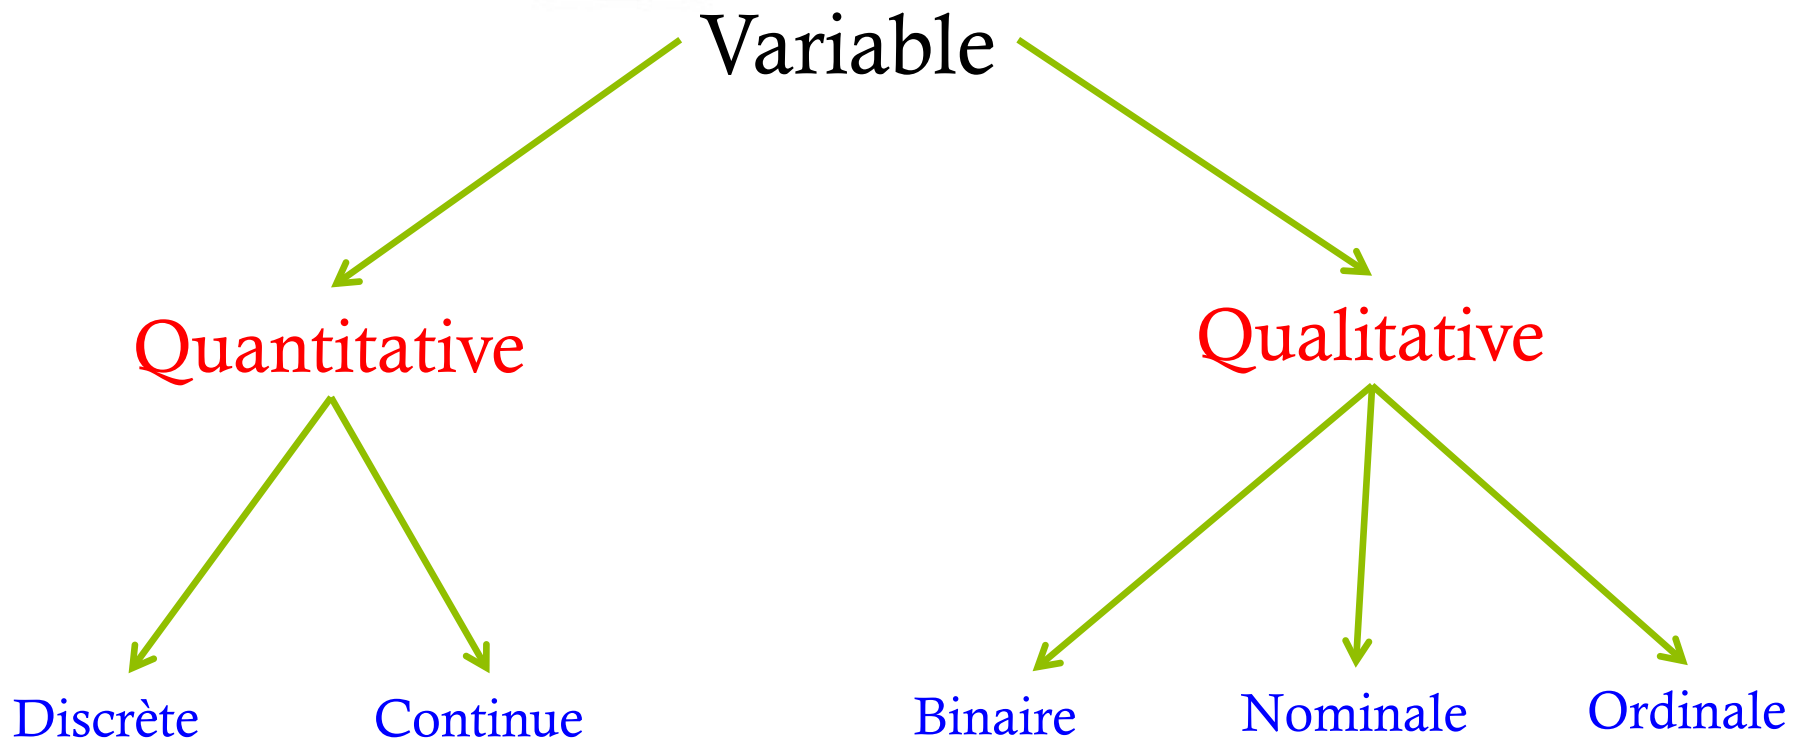 Variable
Quantitative
Qualitative
Discrète
Continue
Binaire
Nominale
Ordinale